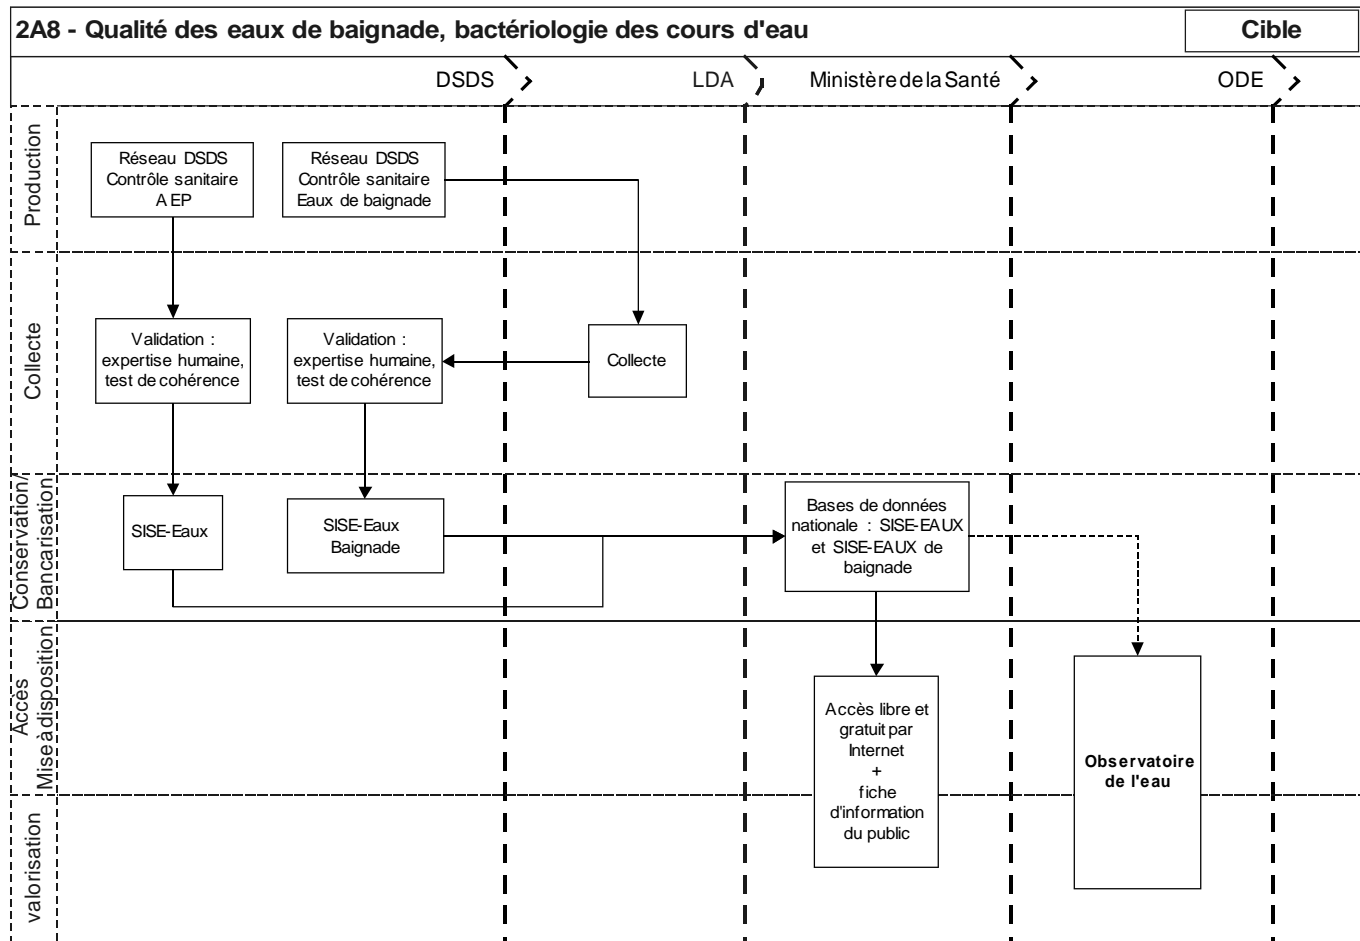 2A8 - Qualité des eaux de baignade, bactériologie des cours d'eau
Cible
DSDS
LDA
Ministère de la Santé
ODE
Production
Réseau DSDS
Contrôle sanitaire
AEP
Réseau DSDS
Contrôle sanitaire
Eaux de baignade
Collecte
Validation :
expertise humaine,
test de cohérence
Validation :
expertise humaine,
test de cohérence
Collecte
Conservation/
Bancarisation
SISE-Eaux
SISE-Eaux
Baignade
Bases de données
nationale : SISE-EAUX
et SISE-EAUX de
baignade
Accès
Mise à disposition
Accès libre et
gratuit par
Internet
+
fiche
d'information
du public
Observatoire
de l'eau
valorisation